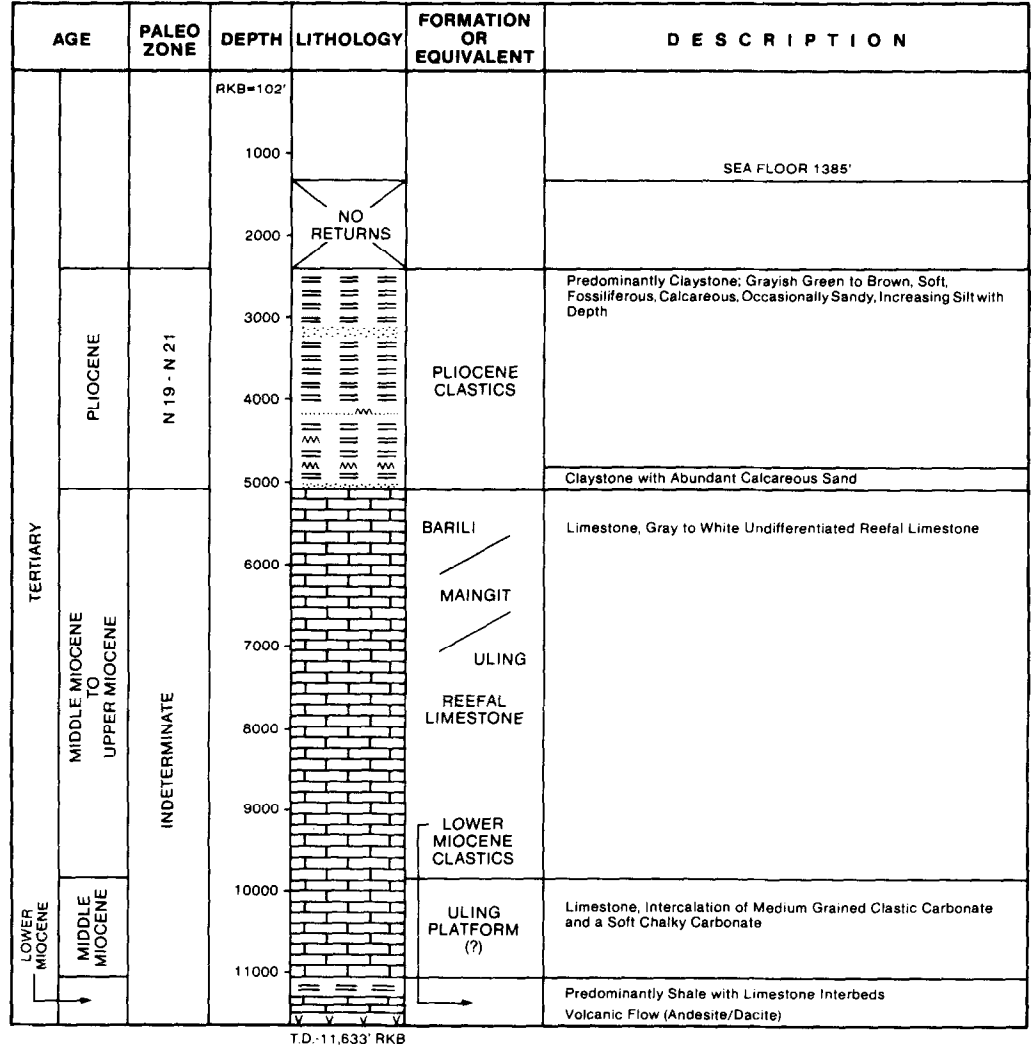 AGE
PALEO
ZONE
DEPTH
LITHOLOGY
FORMATION
OR
EQUIVALENT
DESCRIPTION
RKB=102'
1000
SEA FLOOR 1385'
NO
RETURNS
2000
Predominantly Claystone; Grayish Green to Brown, Soft,
Fossiliferous, Calcareous, Occasionally Sandy, Increasing Silt with
Depth
3000
PLIOCENE
N 19 - N 21
PLIOCENE
CLASTICS
4000
5000
Claystone with Abundant Calcareous Sand
TERTIARY
BARILI
Limestone, Gray to White Undifferentiated Reefal Limestone
6000
MAINGIT
7000
ULING
MIDDLE MIOCENE
TO
UPPER MIOCENE
INDETERMINATE
REEFAL
LIMESTONE
8000
9000
LOWER
MIOCENE
CLASTICS
10000
LOWER
MIOCENE
MIDDLE
MIOCENE
ULING
PLATFORM
(?)
Limestone, Intercalation of Medium Grained Clastic Carbonate
and a Soft Chalky Carbonate
11000
Predominantly Shale with Limestone Interbeds
Volcanic Flow (Andesite/Dacite)
T.D.-11,633' RKB